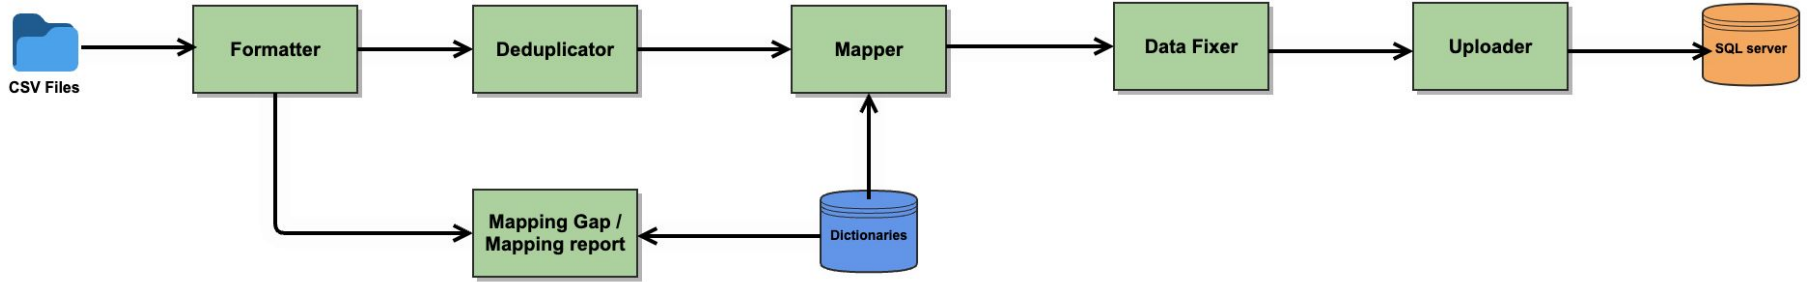 CSV Files
Formatter
Deduplicator
Mapper
Data Fixer
Uploader
SQL server
Mapping Gap /
Mapping report
Dictionaries